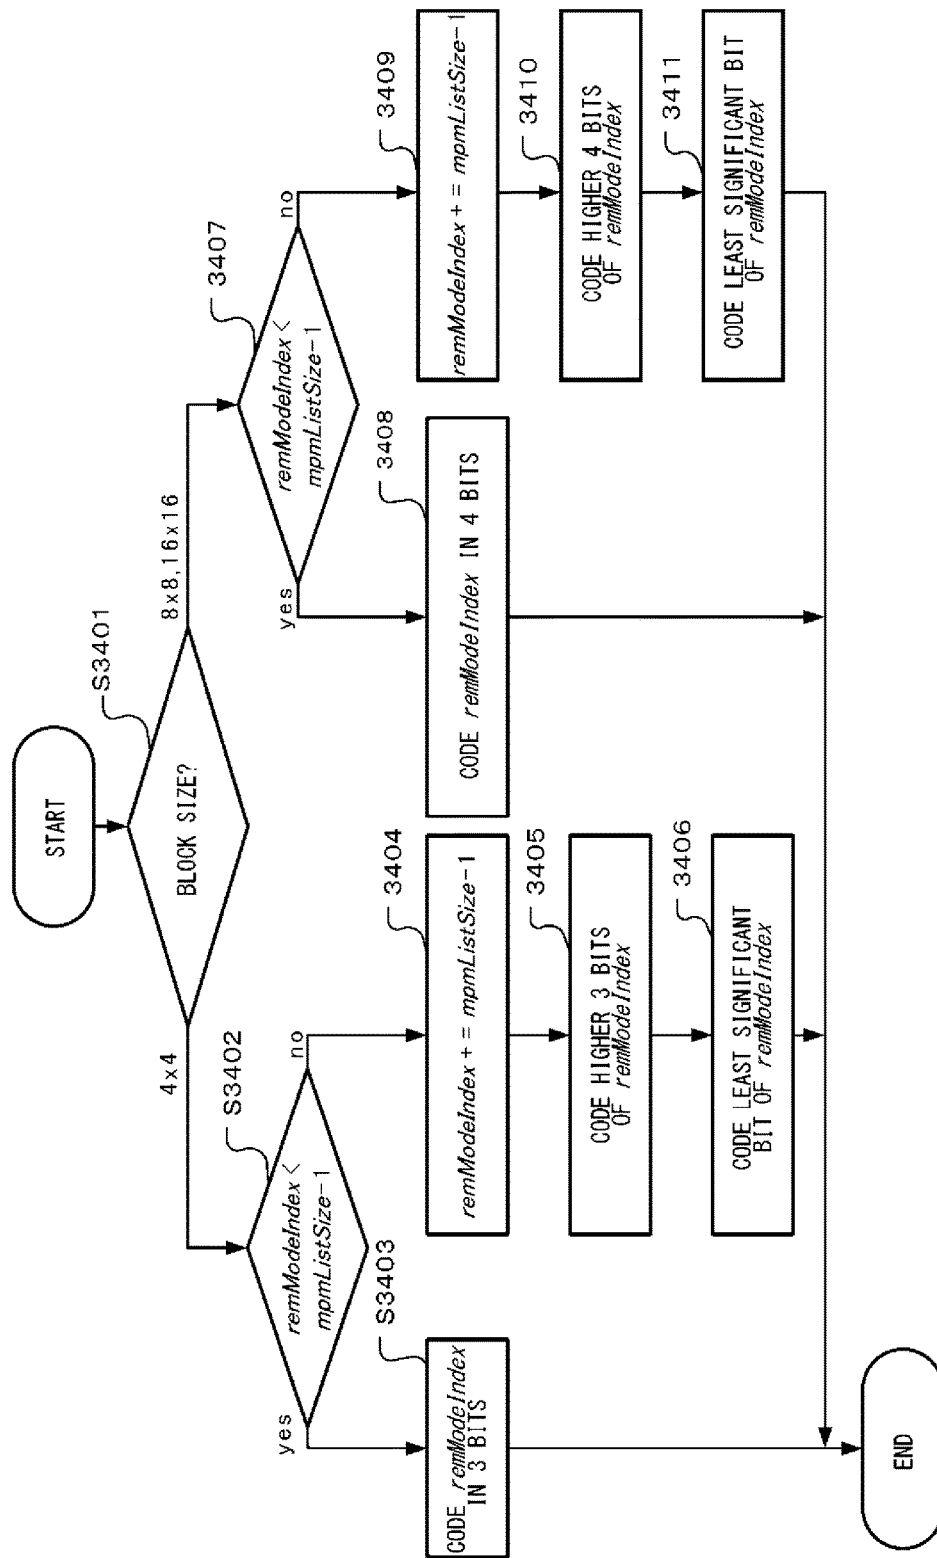 START
S3401
BLOCK SIZE?
4x4
8x8,16x16
S3402
remModeIndex<
mpmListSize-1
yes
no
S3403
CODE remModeIndex
IN 3 BITS
3404
remModeIndex+=mpmListSize-1
3405
CODE HIGHER 3 BITS
OF remModeIndex
3406
CODE LEAST SIGNIFICANT
BIT OF remModeIndex
3407
remModeIndex<
mpmListSize-1
yes
no
3408
CODE remModeIndex IN 4 BITS
3409
remModeIndex+=mpmListSize-1
3410
CODE HIGHER 4 BITS
OF remModeIndex
3411
CODE LEAST SIGNIFICANT BIT
OF remModeIndex
END